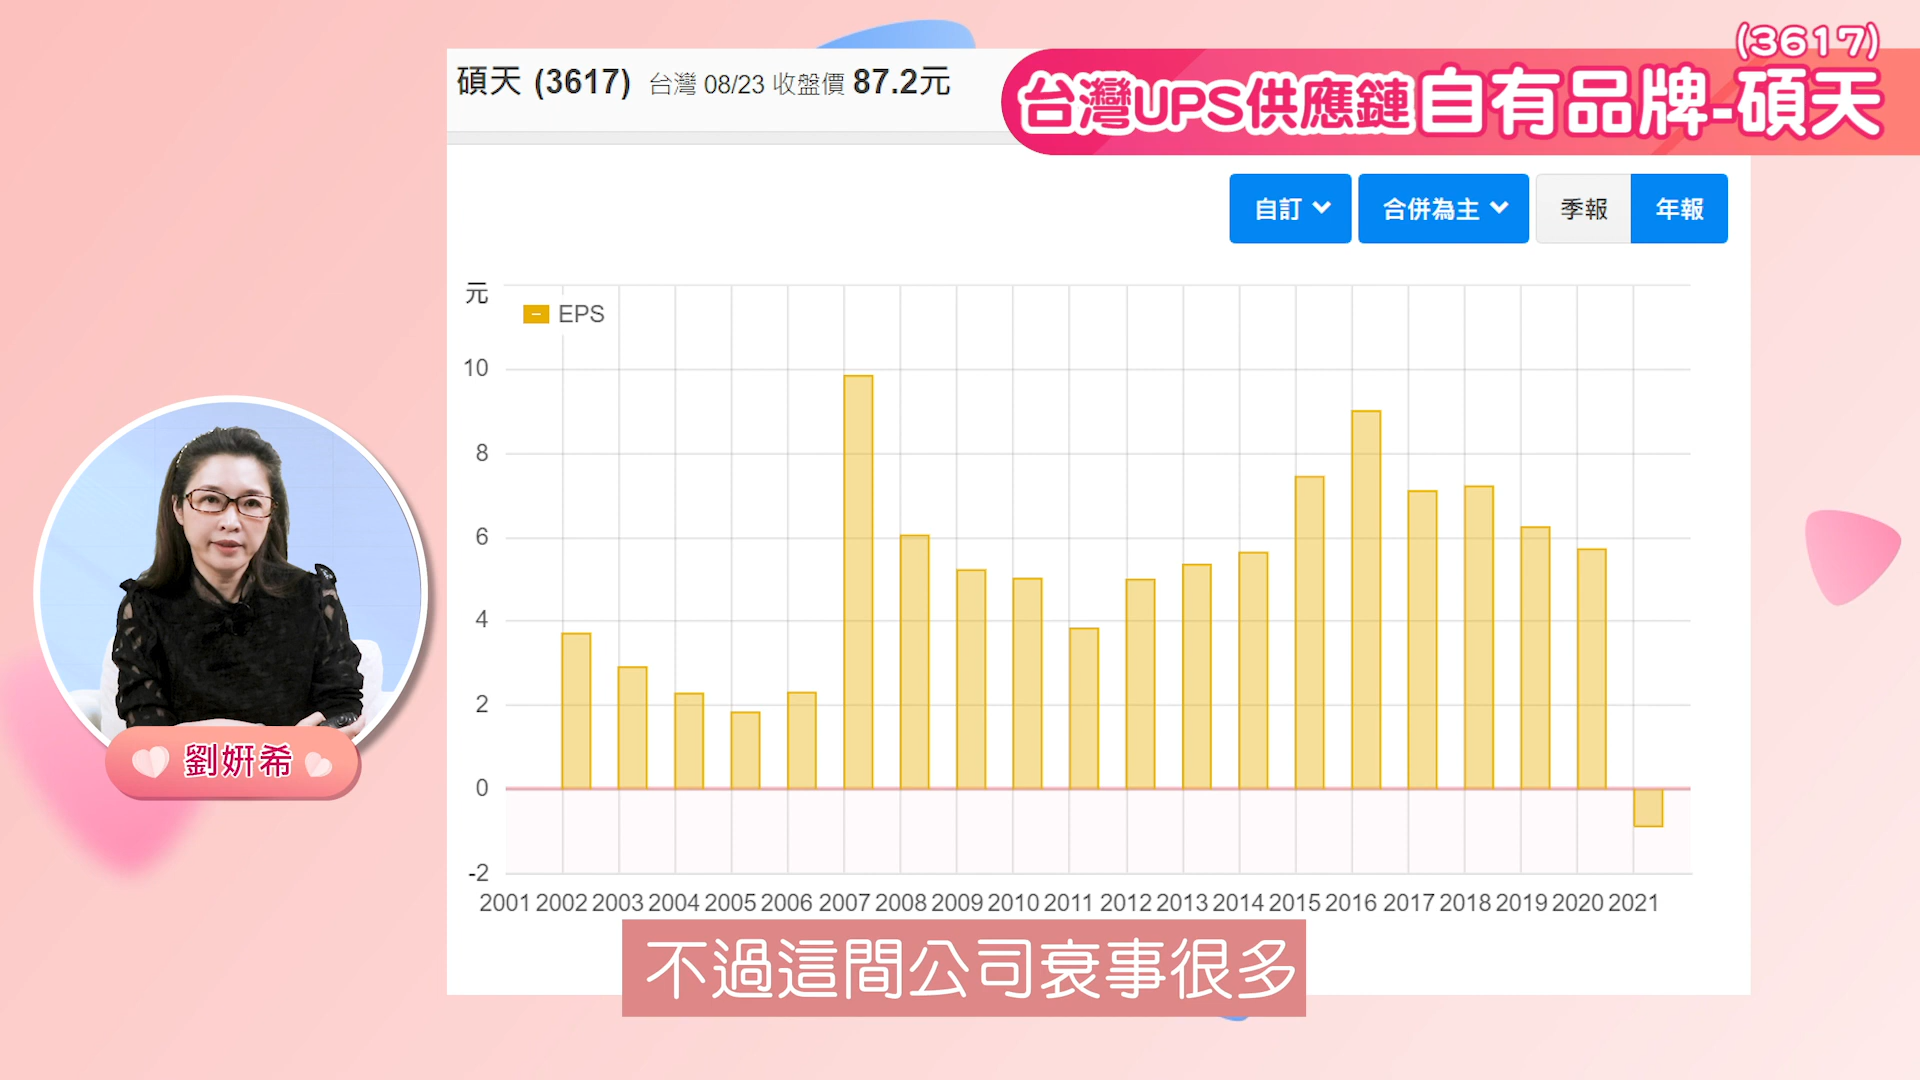 (3617)
台灣UPS供應鏈自有品牌-碩天
碩天 (3617) 台灣 08/23 收盤價 87.2元
自訂 合併為主 季報 年報
元
EPS
10
8
6
4
2
0
-2
2001 2002 2003 2004 2005 2006 2007 2008 2009 2010 2011 2012 2013 2014 2015 2016 2017 2018 2019 2020 2021
劉妍希
不過這間公司衰事很多